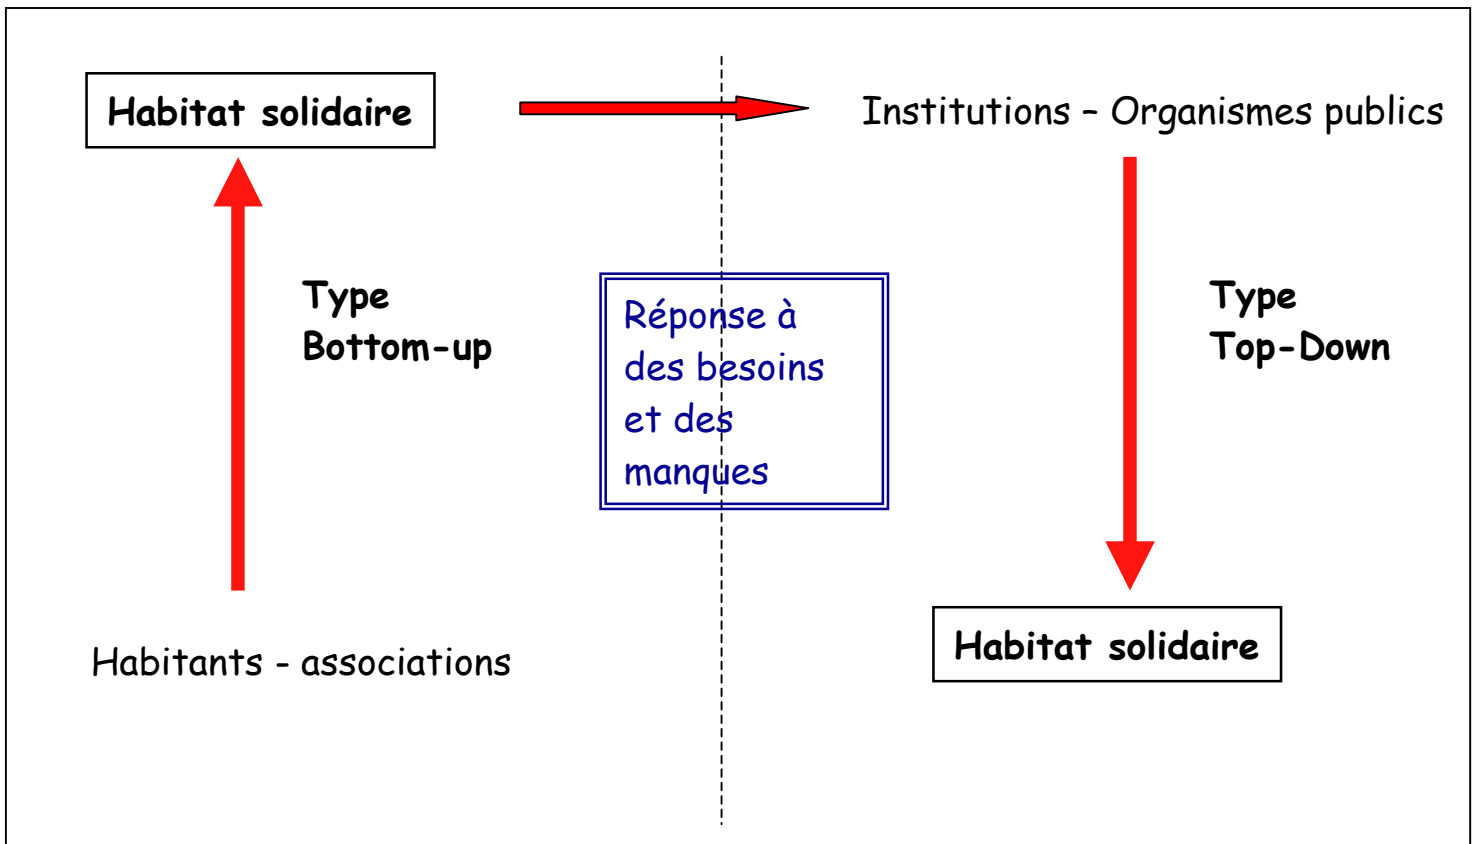 Habitat solidaire
Institutions – Organismes publics
Type
Bottom-up
Réponse à
des besoins
et des
manques
Type
Top-Down
Habitants - associations
Habitat solidaire